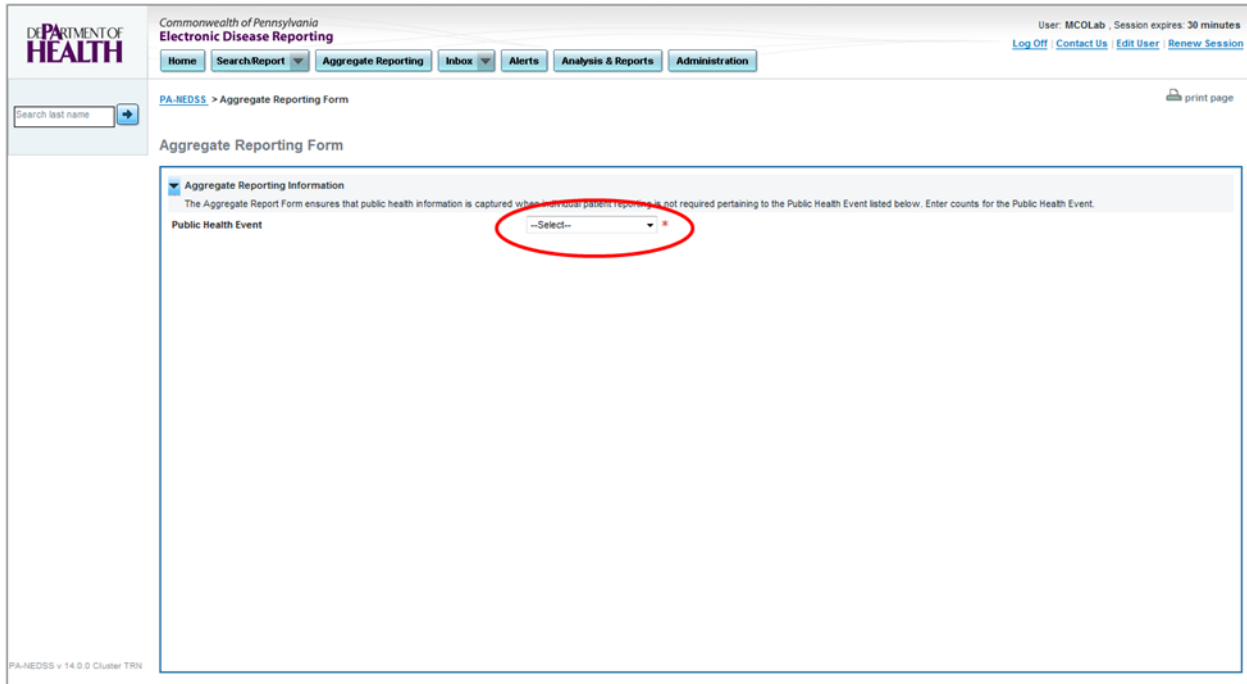 DEPARTMENT OF
HEALTH
Commonwealth of Pennsylvania
Electronic Disease Reporting
User: MCOLab , Session expires: 30 minutes
Log Off | Contact Us | Edit User | Renew Session
Home Search/Report Aggregate Reporting Inbox Alerts Analysis & Reports Administration
Search last name
PA-NEDSS > Aggregate Reporting Form
print page
Aggregate Reporting Form
Aggregate Reporting Information
The Aggregate Report Form ensures that public health information is captured when individual patient reporting is not required pertaining to the Public Health Event listed below. Enter counts for the Public Health Event.
Public Health Event --Select-- *
PA-NEDSS v 14.0.0 Cluster TRN